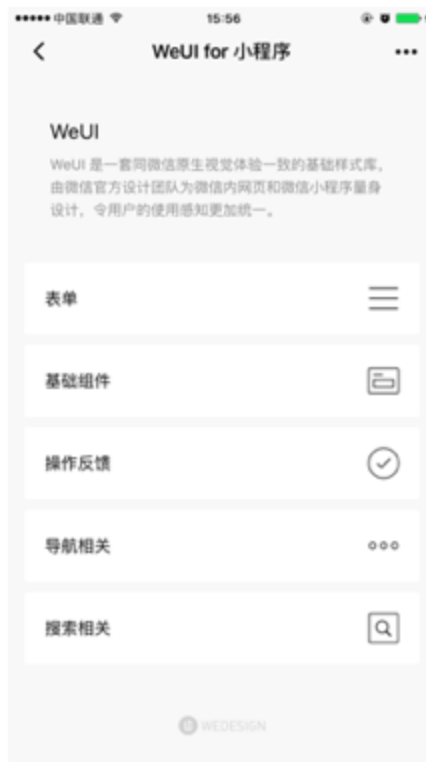 中国联通
15:56
WeUI for 小程序
WeUI
WeUI 是一套同微信原生视觉体验一致的基础样式库，
由微信官方设计团队为微信内网页和微信小程序量身
设计，令用户的使用感知更加统一。
表单
基础组件
操作反馈
导航相关
搜索相关
WEDESIGN